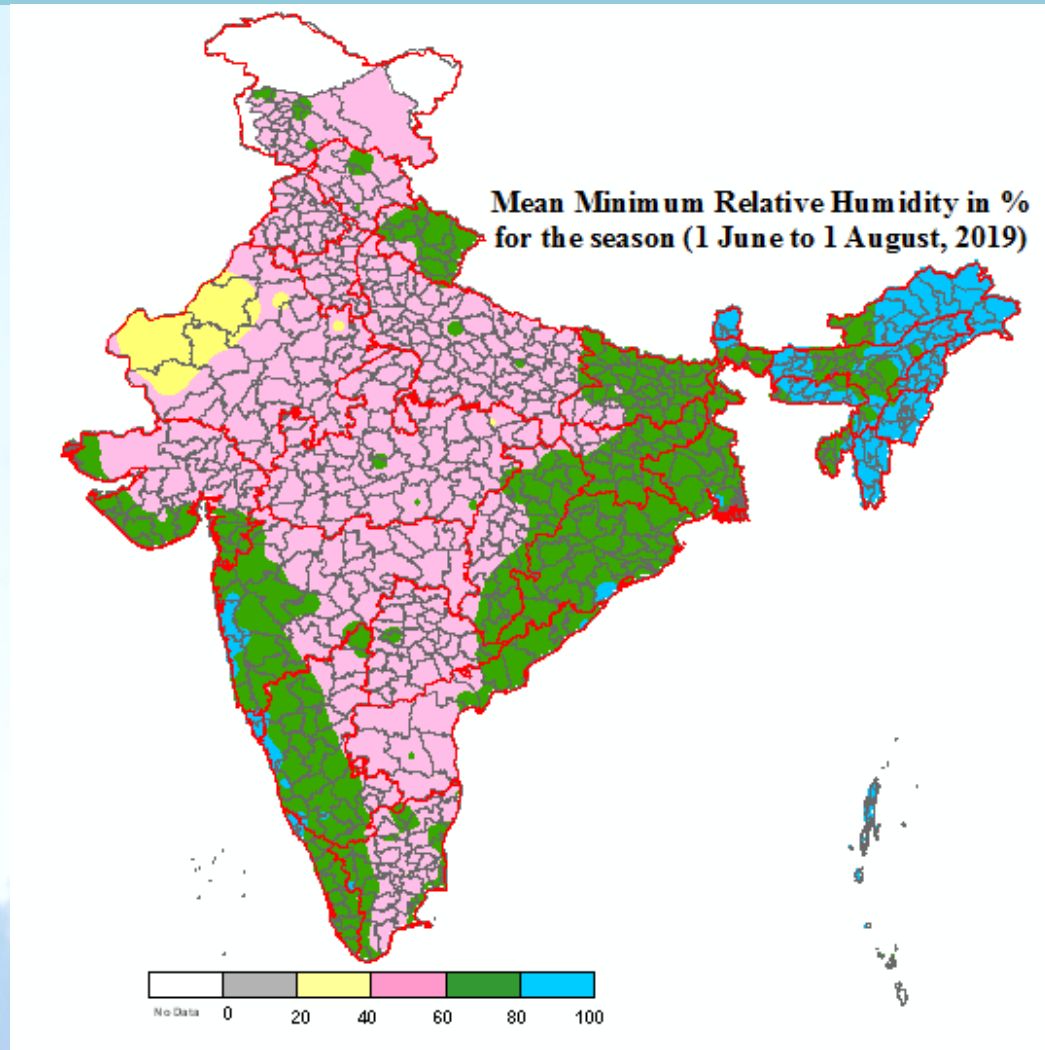 Mean Minimum Relative Humidity in %
for the season (1 June to 1 August, 2019)
No Data 0 20 40 60 80 100